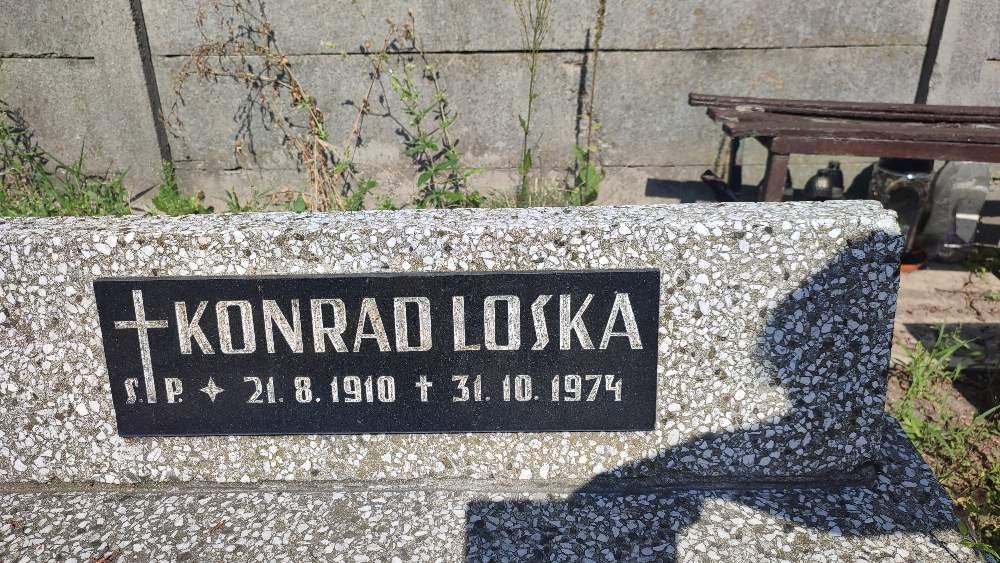 KONRAD LOSKA
Ś. P. 21. 8. 1910 ✝ 31. 10. 1974